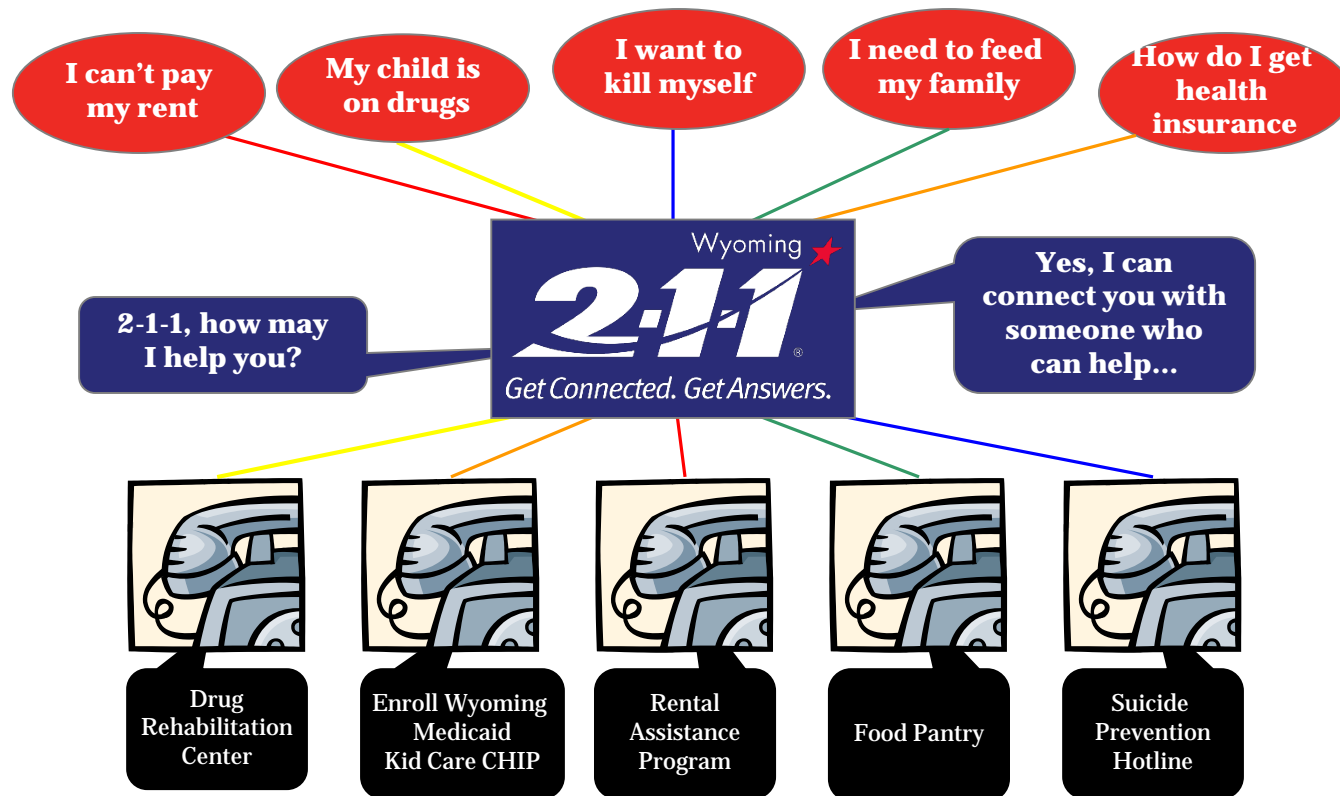 I can’t pay
my rent
My child is
on drugs
I want to
kill myself
I need to feed
my family
How do I get
health
insurance
Wyoming
2-1-1
®
Get Connected. Get Answers.
2-1-1, how may
I help you?
Yes, I can
connect you with
someone who
can help...
Drug
Rehabilitation
Center
Enroll Wyoming
Medicaid
Kid Care CHIP
Rental
Assistance
Program
Food Pantry
Suicide
Prevention
Hotline